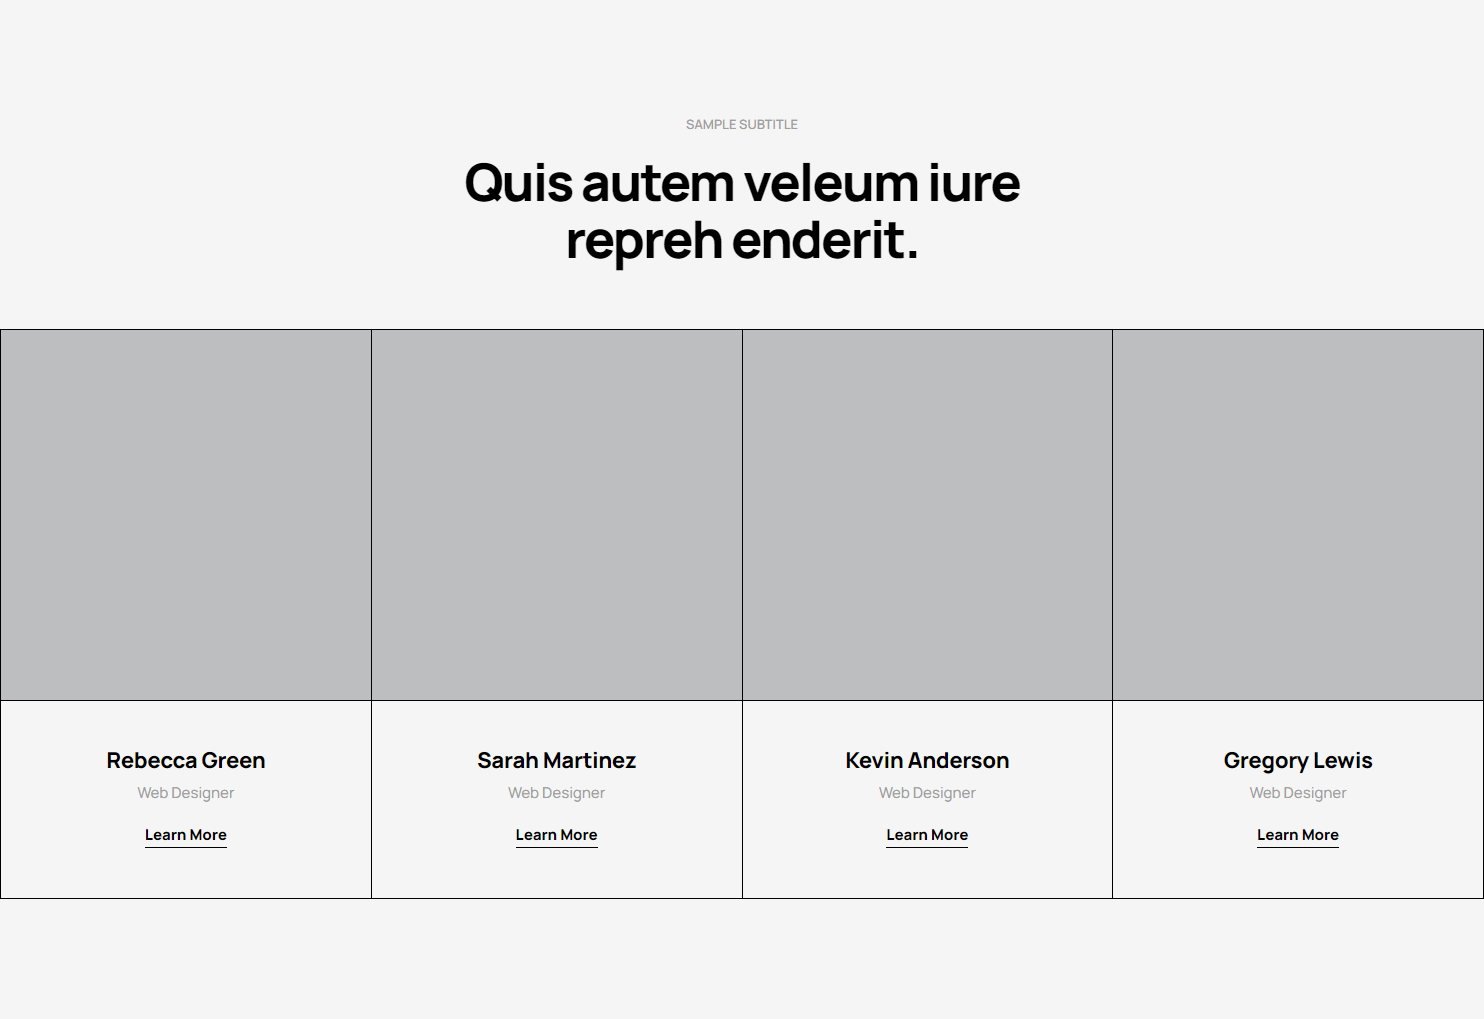 SAMPLE SUBTITLE
Quis autem veleum iure
repreh enderit.
Rebecca Green
Web Designer
Learn More
Sarah Martinez
Web Designer
Learn More
Kevin Anderson
Web Designer
Learn More
Gregory Lewis
Web Designer
Learn More